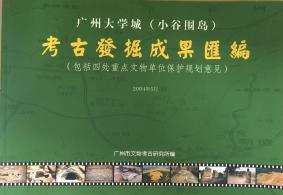 广州大学城（小谷围岛）
考古發掘成果匯編
（包括四处重点文物单位保护规划意见）
2004年5月
广州市文物考古研究所编